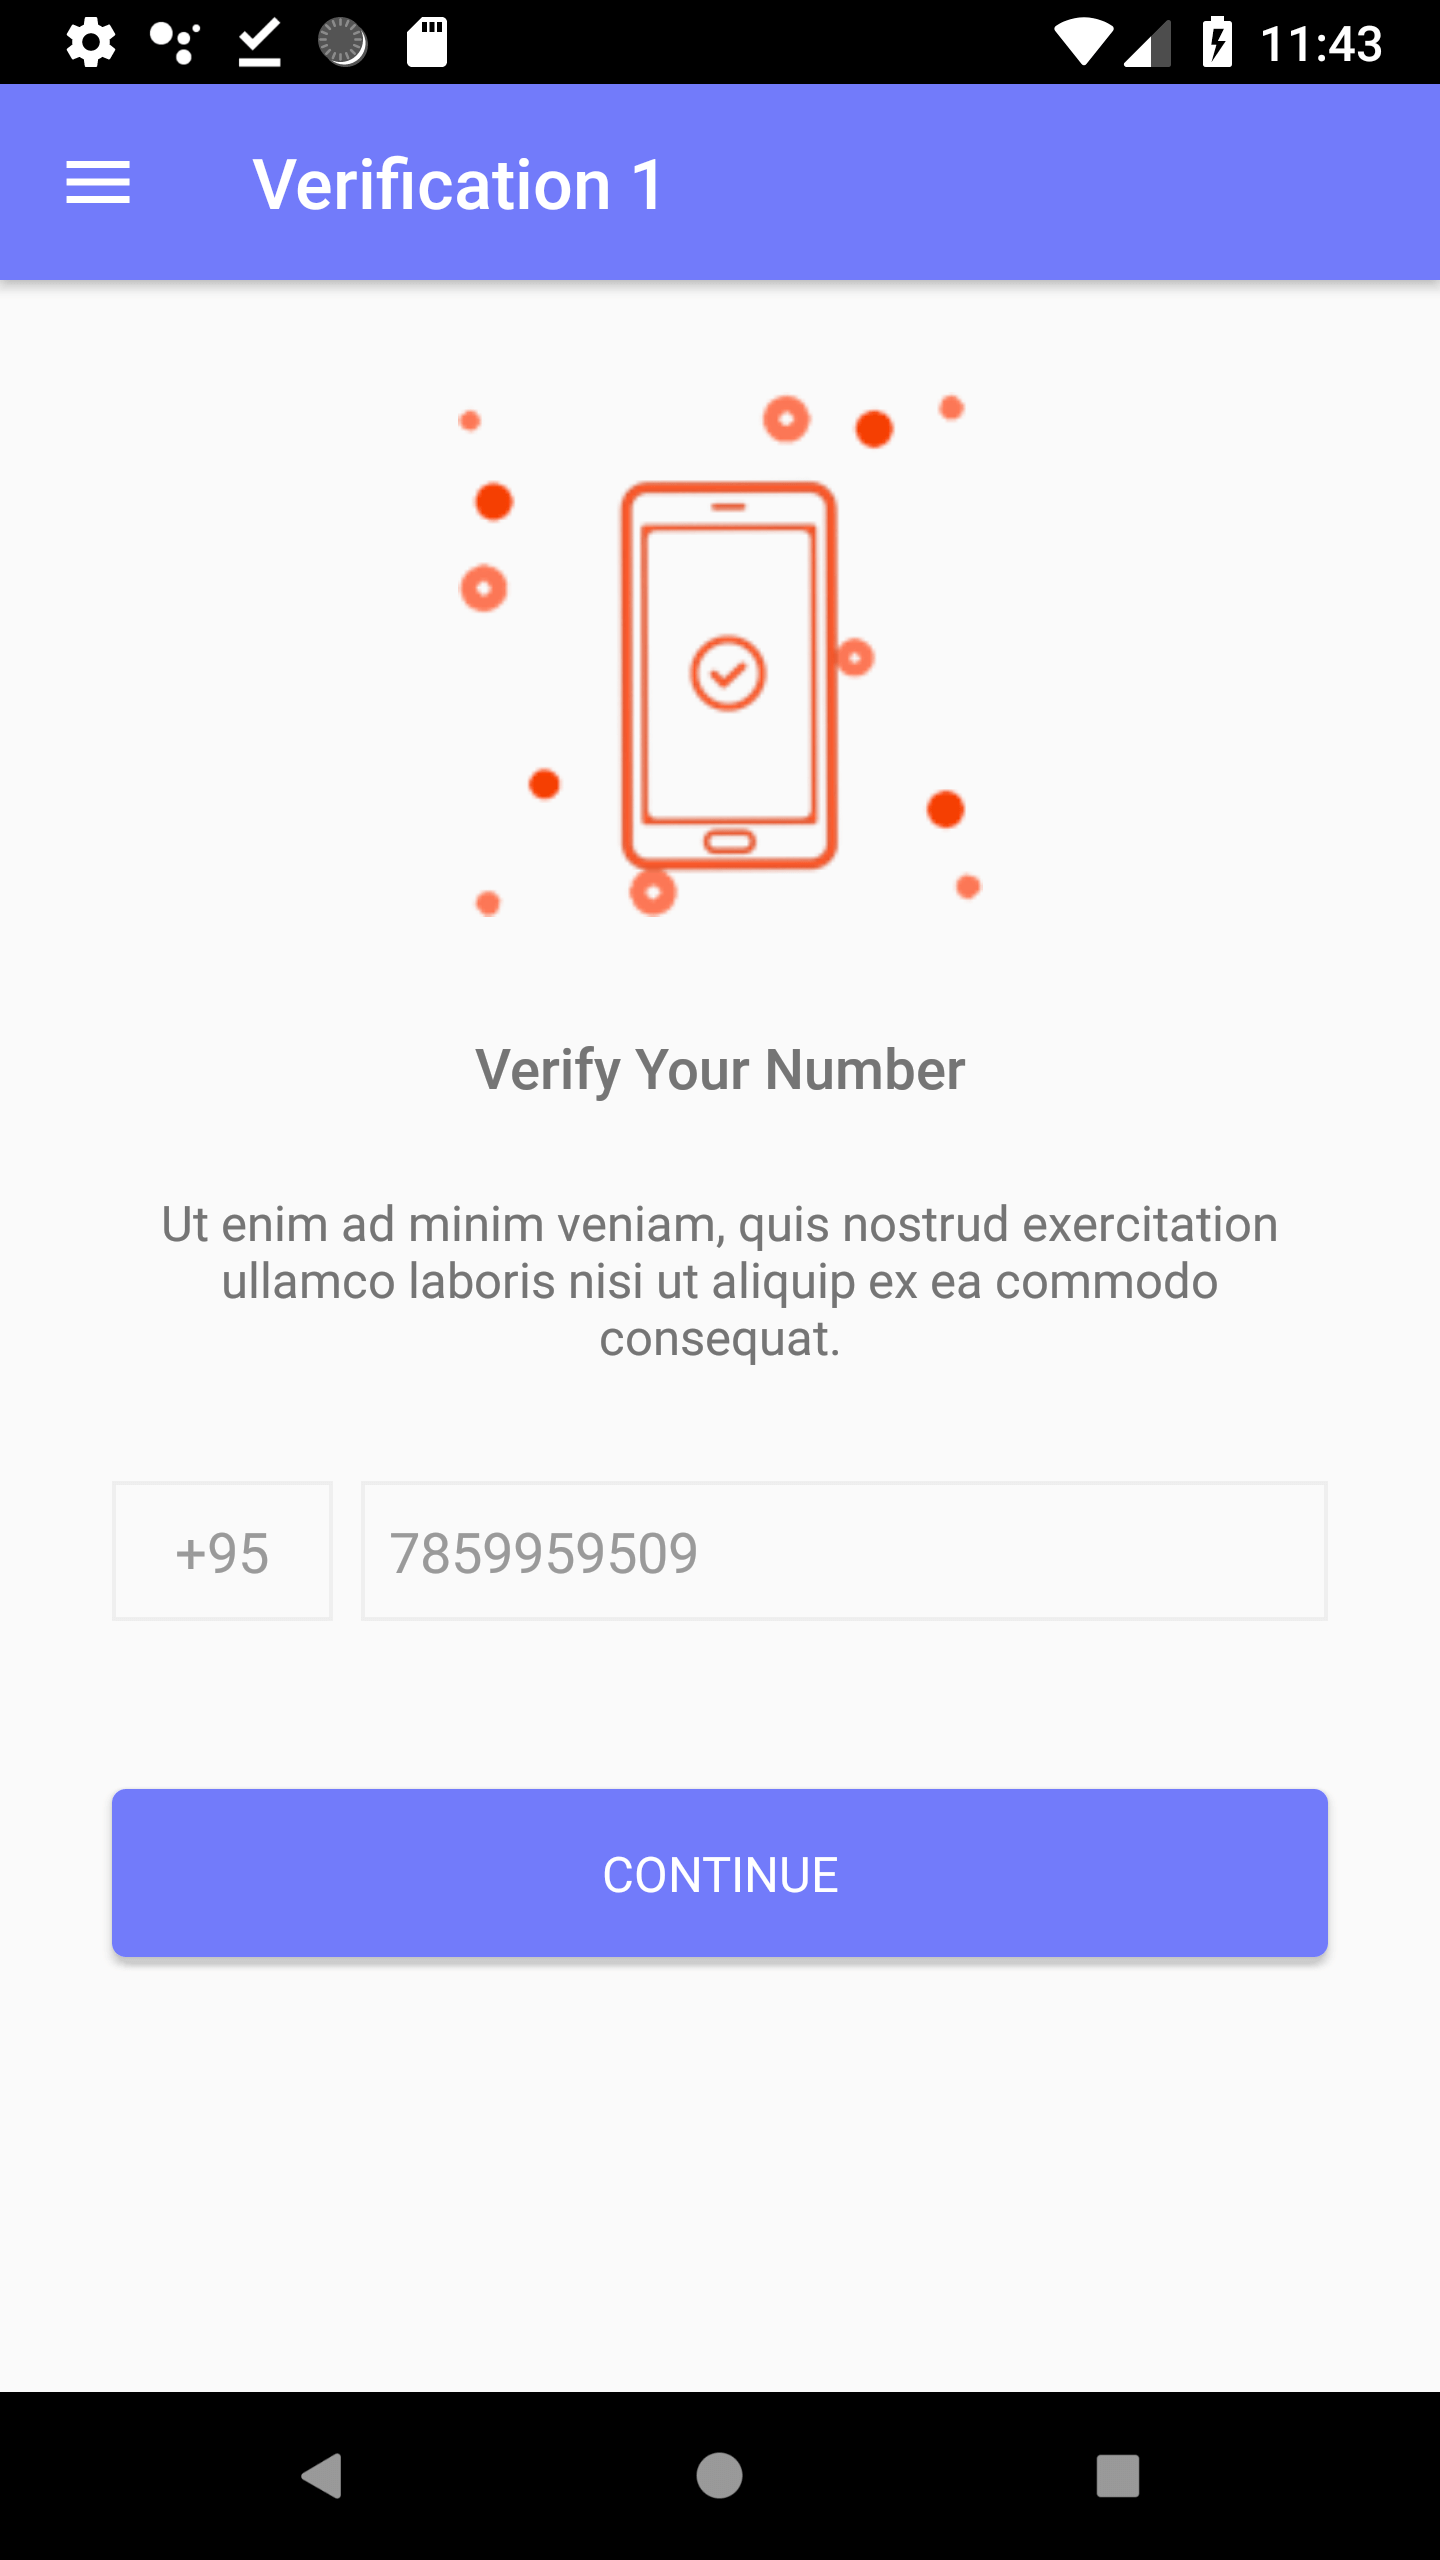 11:43
Verification 1
Verify Your Number
Ut enim ad minim veniam, quis nostrud exercitation
ullamco laboris nisi ut aliquip ex ea commodo
consequat.
+95 7859959509
CONTINUE